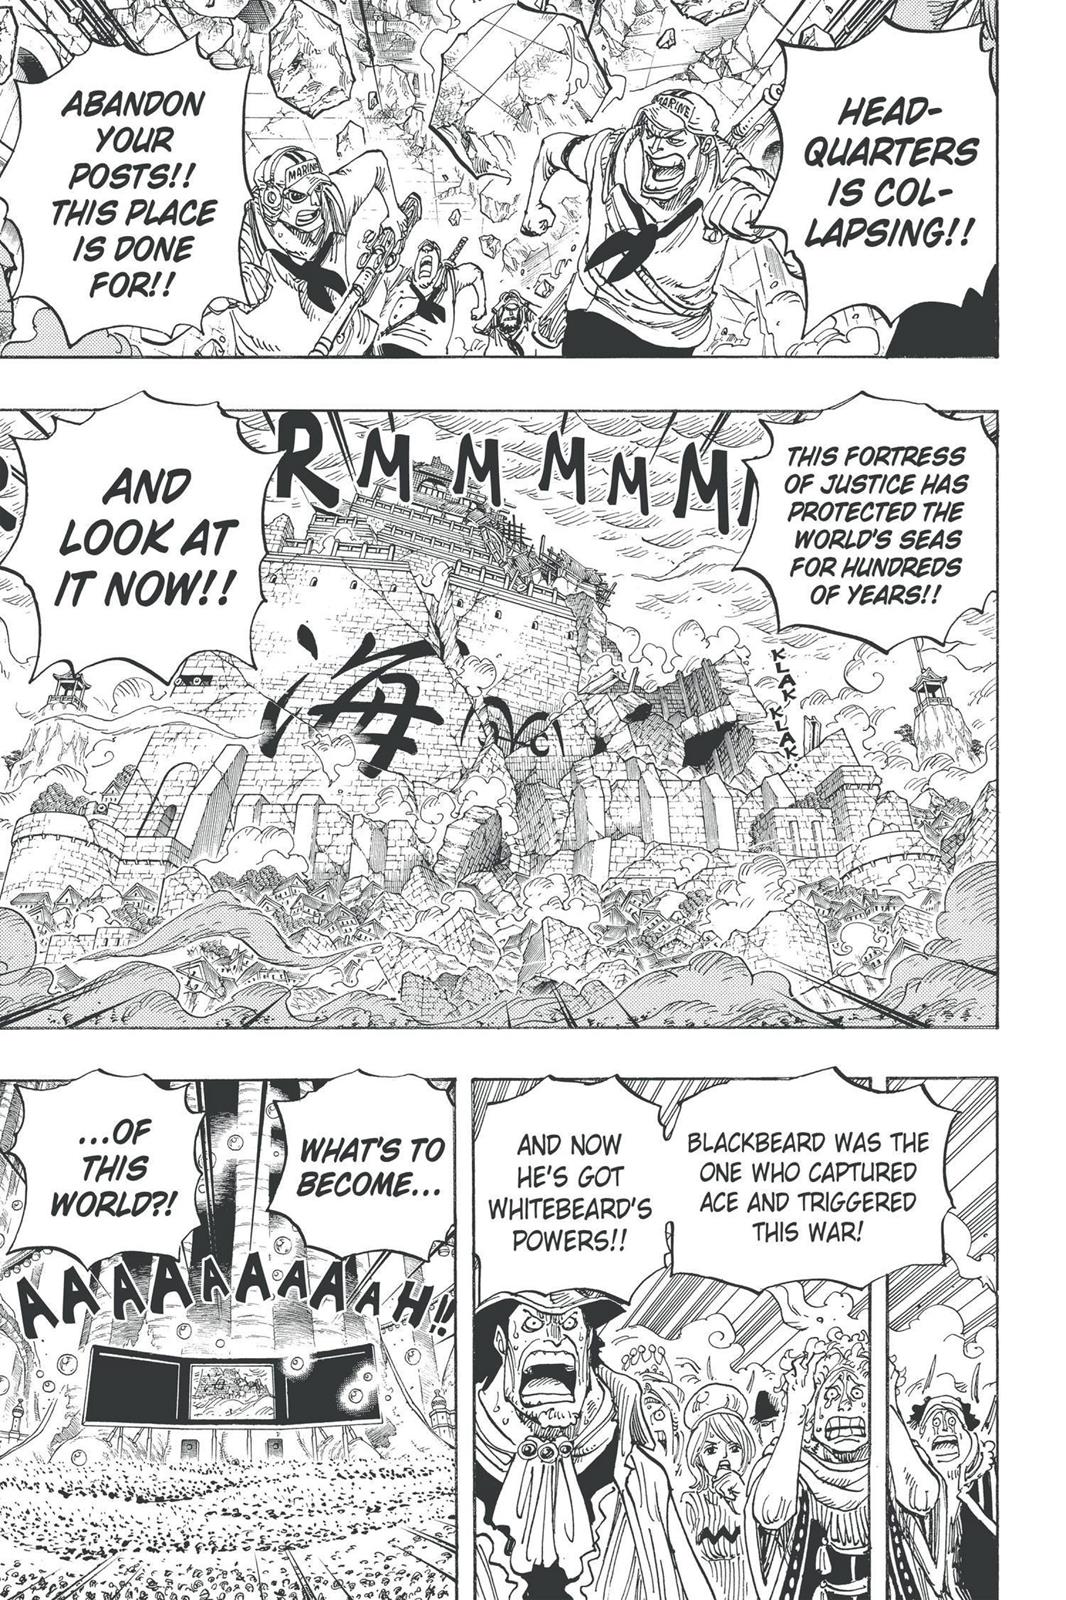 HEAD-
QUARTERS
IS COL-
LAPSING!!
MARINE
ABANDON
YOUR
POSTS!!
THIS PLACE
IS DONE
FOR!!
MARINE
THIS FORTRESS
OF JUSTICE HAS
PROTECTED THE
WORLD'S SEAS
FOR HUNDREDS
OF YEARS!!
RMMMMMM
KLAK KLAK...
海
AND
LOOK AT
IT NOW!!
BLACKBEARD WAS THE
ONE WHO CAPTURED
ACE AND TRIGGERED
THIS WAR!
AND NOW
HE'S GOT
WHITEBEARD'S
POWERS!!
WHAT'S TO
BECOME...
...OF
THIS
WORLD?!
AAAAAAAAAH!!